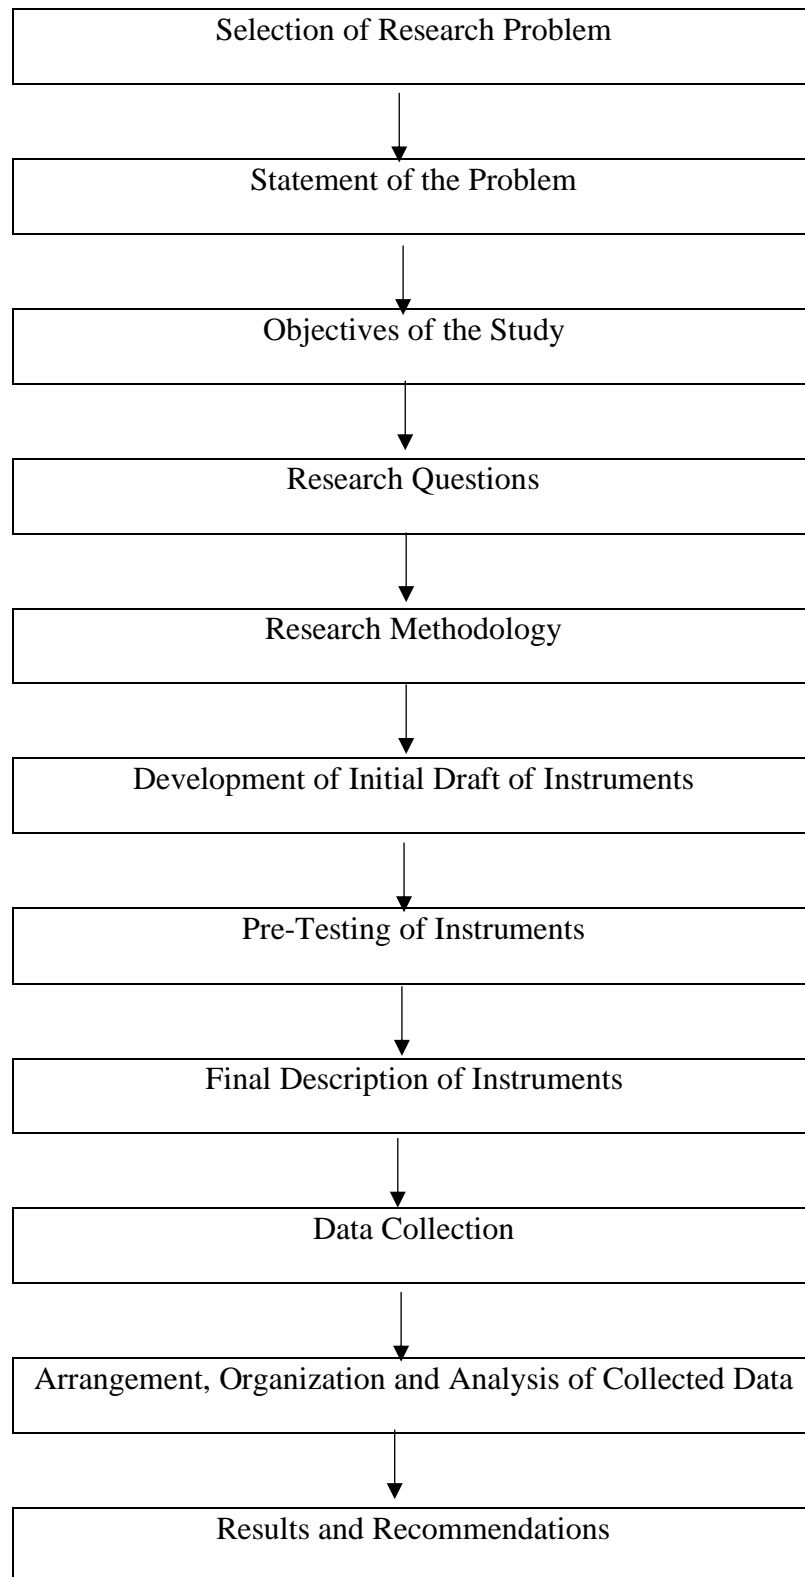 Selection of Research Problem
Statement of the Problem
Objectives of the Study
Research Questions
Research Methodology
Development of Initial Draft of Instruments
Pre-Testing of Instruments
Final Description of Instruments
Data Collection
Arrangement, Organization and Analysis of Collected Data
Results and Recommendations